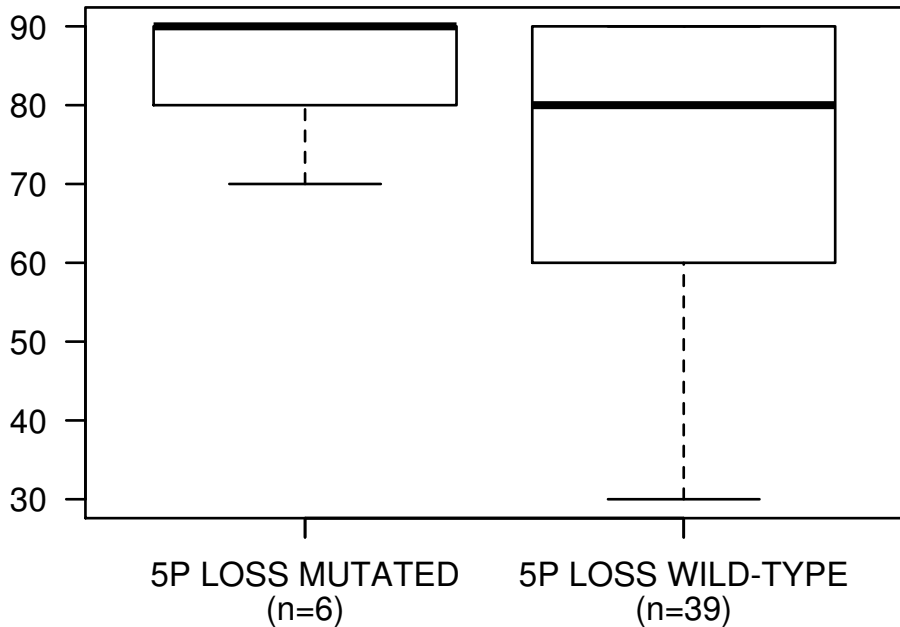 90
80
70
60
50
40
30
5P LOSS MUTATED
(n=6)
5P LOSS WILD-TYPE
(n=39)